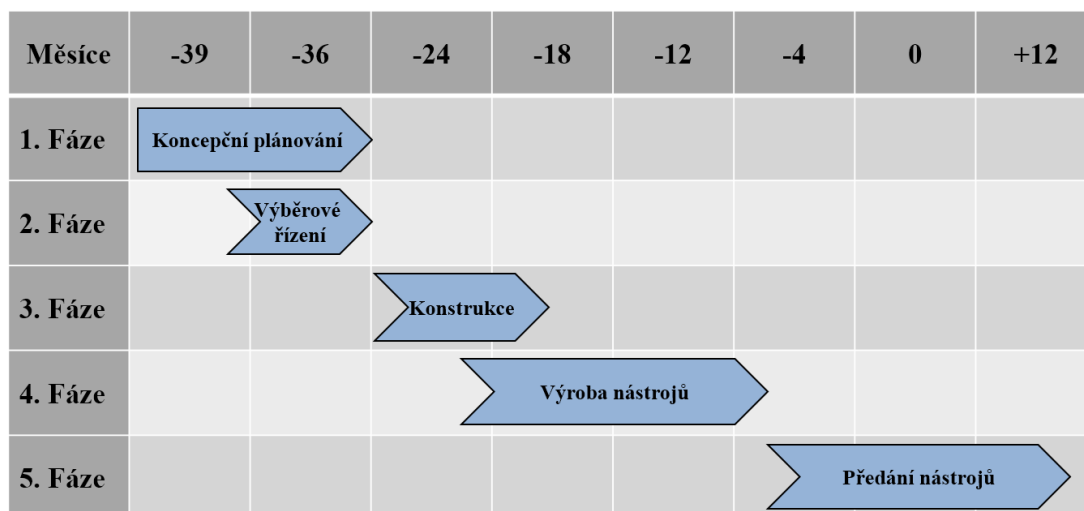 Měsíce -39 -36 -24 -18 -12 -4 0 +12
1. Fáze Koncepční plánování
2. Fáze Výběrové
řízení
3. Fáze Konstrukce
4. Fáze Výroba nástrojů
5. Fáze Předání nástrojů